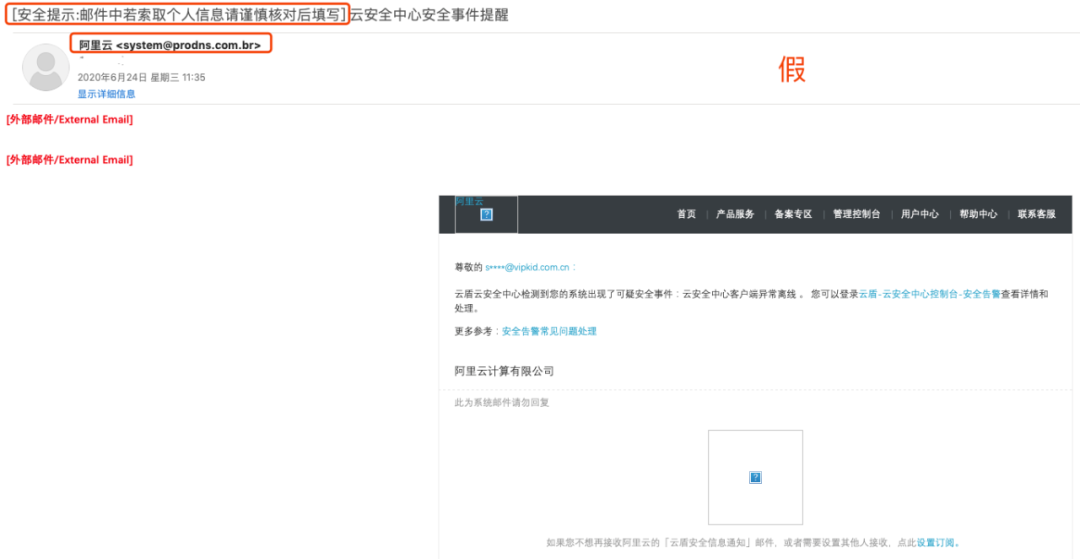 [安全提示:邮件中若索取个人信息请谨慎核对后填写]云安全中心安全事件提醒
阿里云 <system@prodns.com.br>
2020年6月24日 星期三 11:35
显示详细信息
假
[外部邮件/External Email]
[外部邮件/External Email]
阿里云
首页 | 产品服务 | 备案专区 | 管理控制台 | 用户中心 | 帮助中心 | 联系客服
尊敬的 s****@vipkid.com.cn：
云盾云安全中心检测到您的系统出现了可疑安全事件：云安全中心客户端异常离线 。 您可以登录云盾-云安全中心控制台-安全告警查看详情和
处理。
更多参考：安全告警常见问题处理
阿里云计算有限公司
此为系统邮件请勿回复
如果您不想再接收阿里云的「云盾安全信息通知」邮件，或者需要设置其他人接收，点此设置订阅。